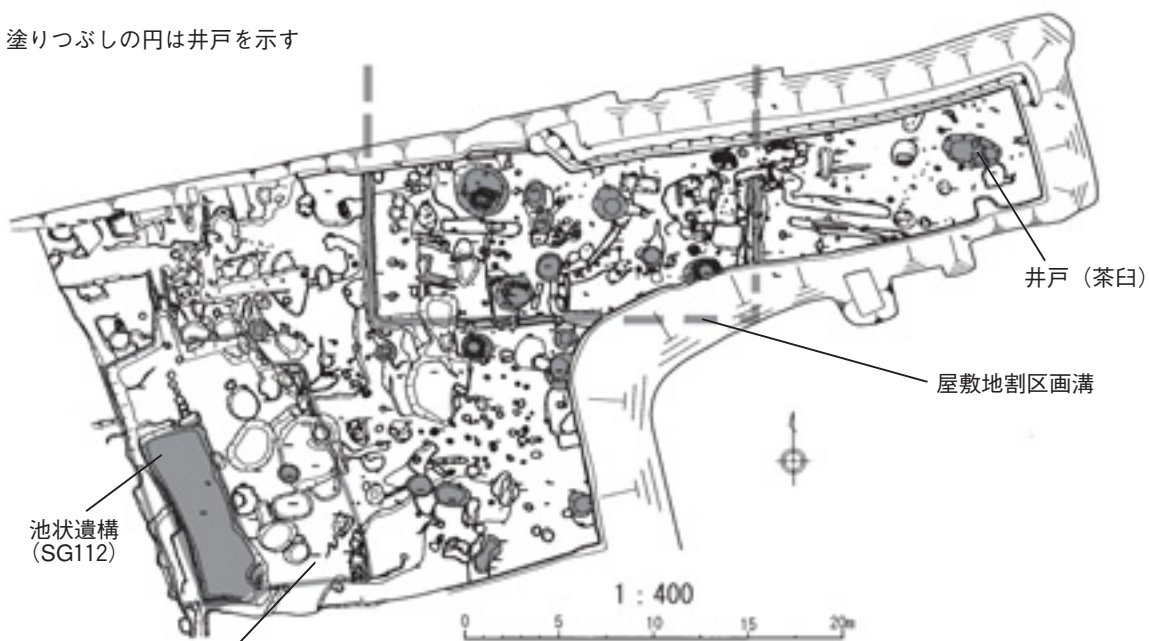 塗りつぶしの円は井戸を示す
井戸（茶臼）
屋敷地割区画溝
池状遺構
（SG112）
1：400
0 5 10 15 20m